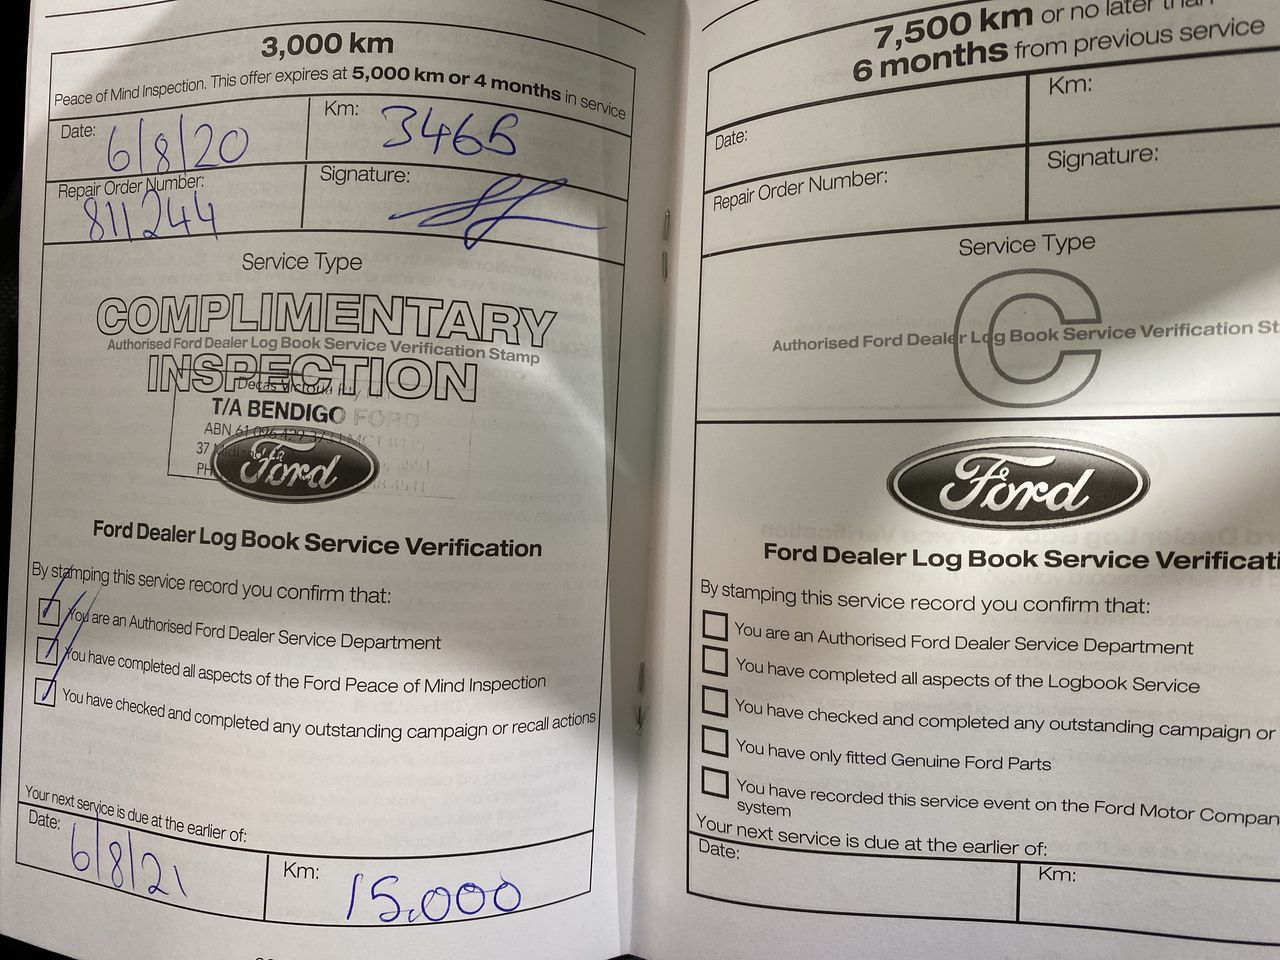 3,000 km
Peace of Mind Inspection. This offer expires at 5,000 km or 4 months in service
Date: 6/8/20
Km: 3466
Repair Order Number: 811244
Signature:
Service Type
COMPLIMENTARY
Authorised Ford Dealer Log Book Service Verification Stamp
INSPECTION
T/A BENDIGO FORD
ABN 61 096
37
PH
Ford
Ford Dealer Log Book Service Verification
By stamping this service record you confirm that:
You are an Authorised Ford Dealer Service Department
You have completed all aspects of the Ford Peace of Mind Inspection
You have checked and completed any outstanding campaign or recall actions
Your next service is due at the earlier of:
Date: 6/8/21
Km: 15,000
7,500 km or no later than
6 months from previous service
Date:
Km:
Repair Order Number:
Signature:
Service Type
C
Authorised Ford Dealer Log Book Service Verification St
Ford
Ford Dealer Log Book Service Verificati
By stamping this service record you confirm that:
You are an Authorised Ford Dealer Service Department
You have completed all aspects of the Logbook Service
You have checked and completed any outstanding campaign or
You have only fitted Genuine Ford Parts
You have recorded this service event on the Ford Motor Compan
system
Your next service is due at the earlier of:
Date:
Km: